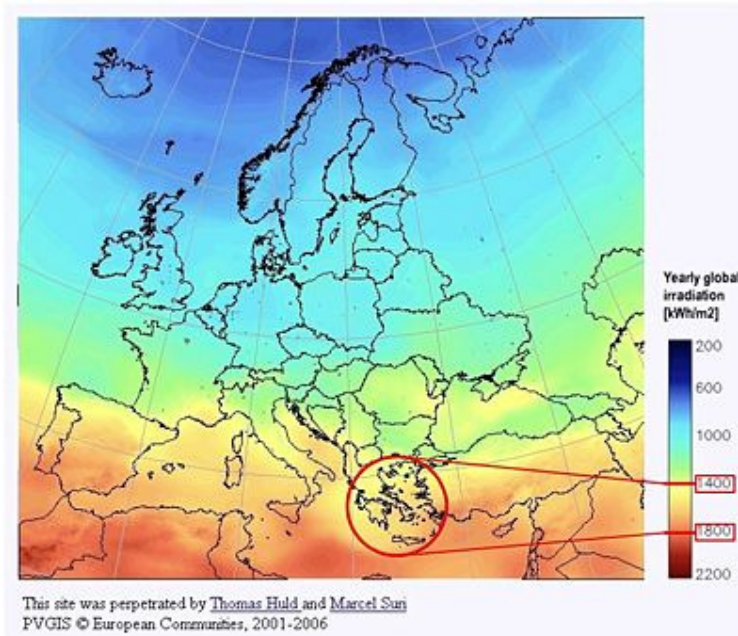 Yearly global
irradiation
[kWh/m2]
200
600
1000
1400
1800
2200
This site was perpetrated by Thomas Huld and Marcel Suri
PVGIS © European Communities, 2001-2006